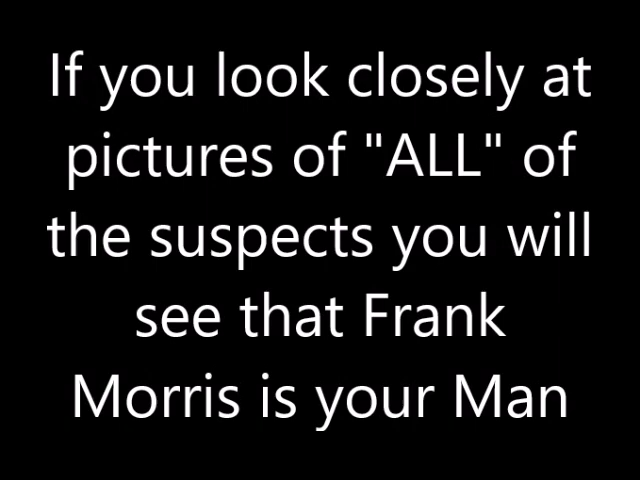 If you look closely at
pictures of "ALL" of
the suspects you will
see that Frank
Morris is your Man